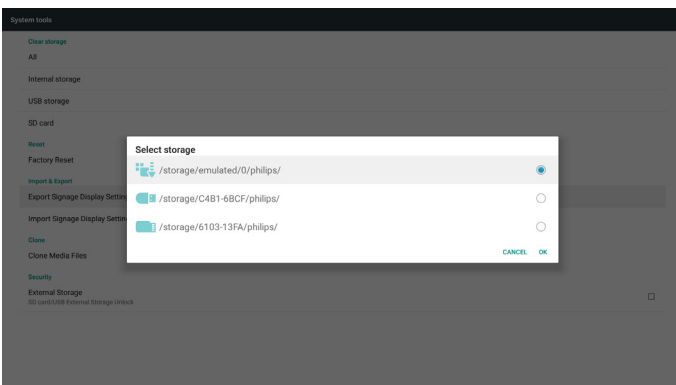 System tools
Clear storage
All
Internal storage
USB storage
SD card
Reset
Factory Reset
Import & Export
Export Signage Display Settin
Import Signage Display Settin
Clone
Clone Media Files
Security
External Storage
SD card/USB External Storage Unlock
Select storage
/storage/emulated/0/philips/
/storage/C4B1-6BCF/philips/
/storage/6103-13FA/philips/
CANCEL OK